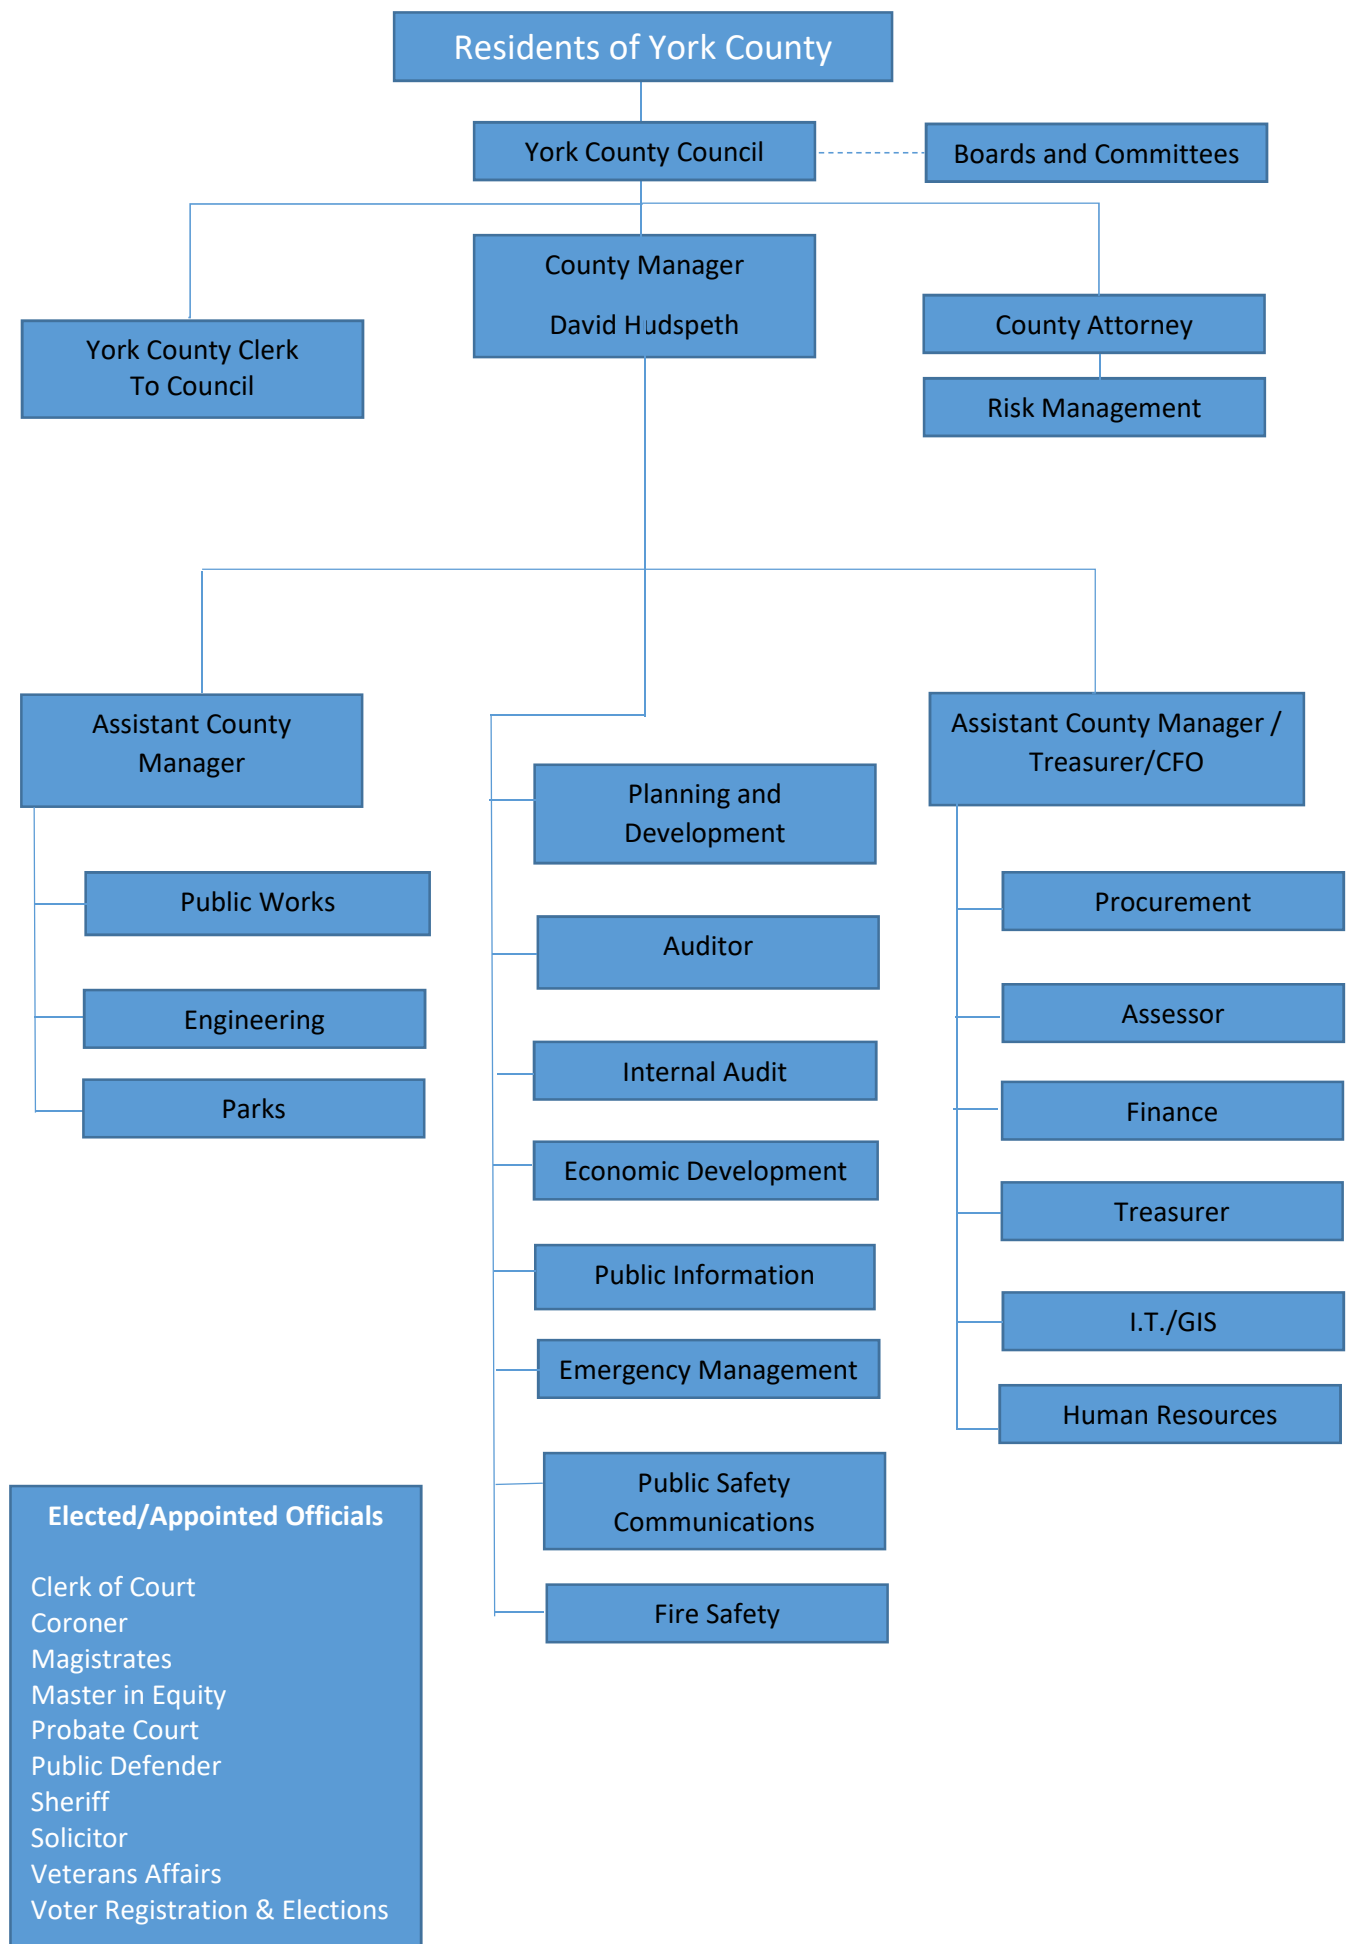 Residents of York County
York County Council
Boards and Committees
County Manager
David Hudspeth
York County Clerk
To Council
County Attorney
Risk Management
Assistant County
Manager
Public Works
Engineering
Parks
Planning and
Development
Auditor
Internal Audit
Economic Development
Public Information
Emergency Management
Public Safety
Communications
Fire Safety
Assistant County Manager /
Treasurer/CFO
Procurement
Assessor
Finance
Treasurer
I.T./GIS
Human Resources
Elected/Appointed Officials
Clerk of Court
Coroner
Magistrates
Master in Equity
Probate Court
Public Defender
Sheriff
Solicitor
Veterans Affairs
Voter Registration & Elections